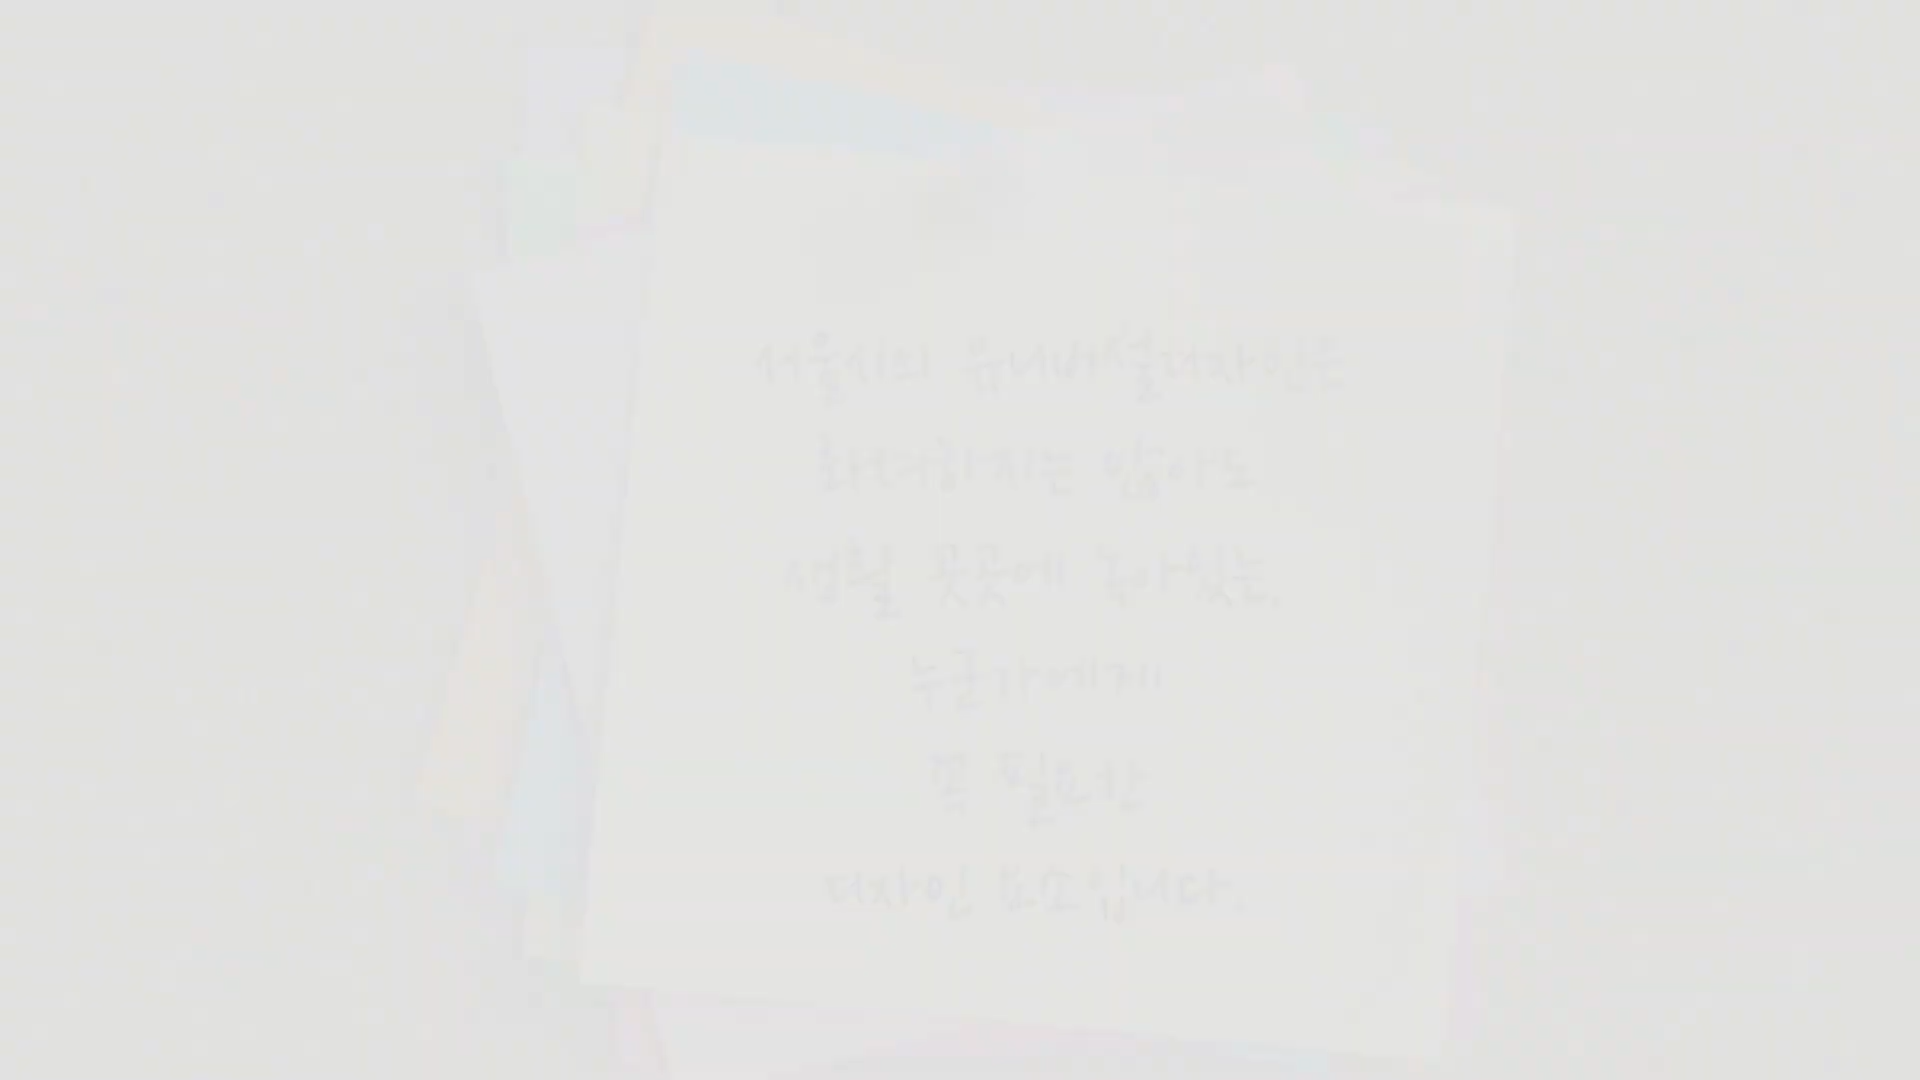 서울시의 유니버설디자인은
화려하지는 않아도
생활 곳곳에 녹아있는,
누군가에게
꼭 필요한
디자인 요소입니다.